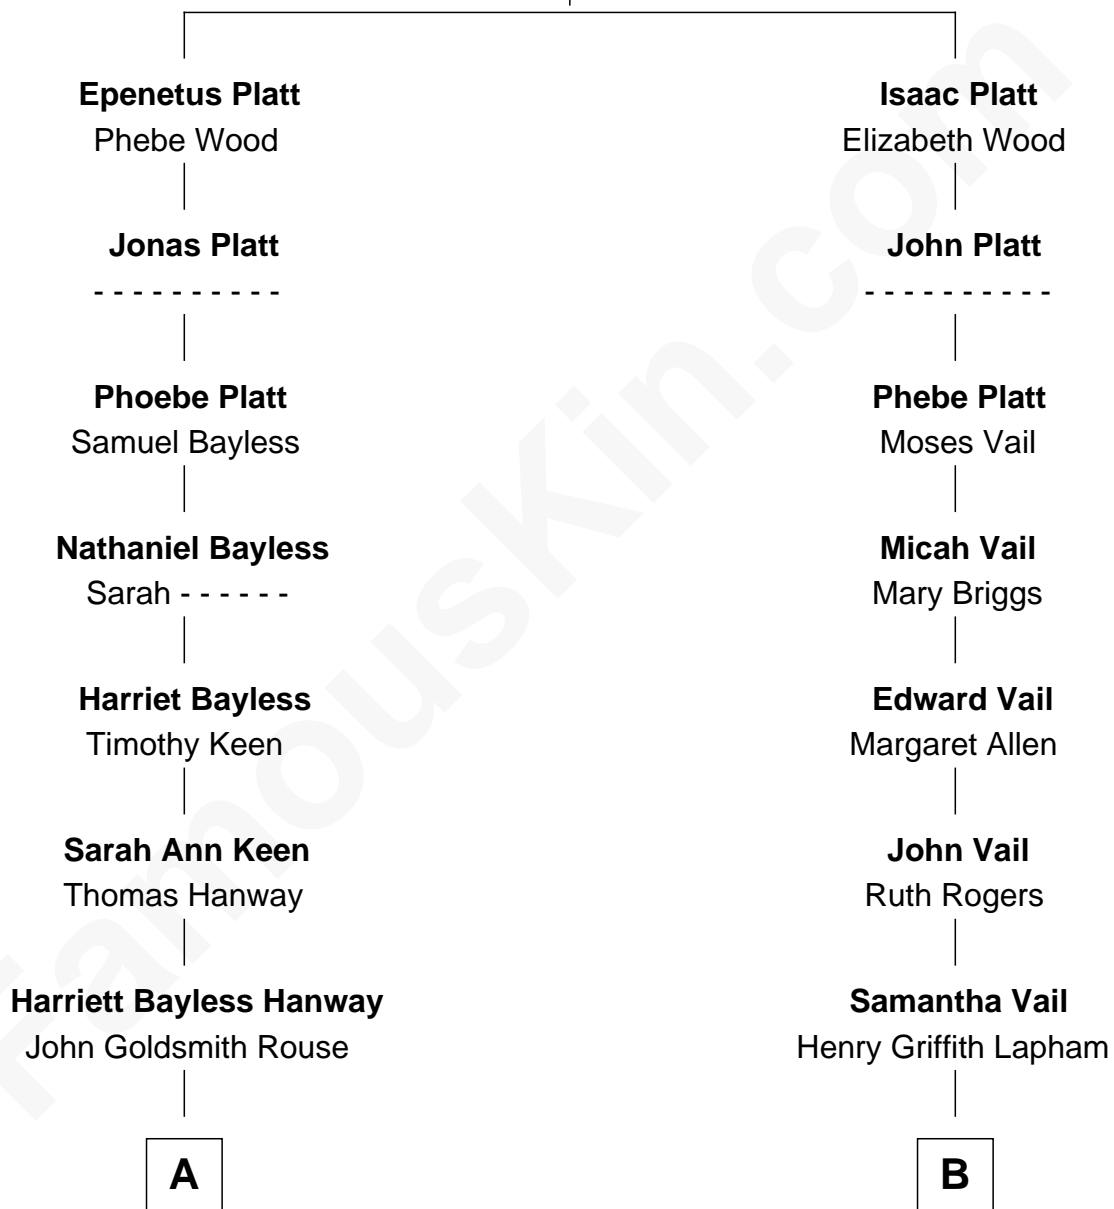 Epenetus Platt
Phebe Wood
Jonas Platt
- - - - - - - - - -
Phoebe Platt
Samuel Bayless
Nathaniel Bayless
Sarah - - - - - -
Harriet Bayless
Timothy Keen
Sarah Ann Keen
Thomas Hanway
Harriett Bayless Hanway
John Goldsmith Rouse
A
Isaac Platt
Elizabeth Wood
John Platt
- - - - - - - - - -
Phebe Platt
Moses Vail
Micah Vail
Mary Briggs
Edward Vail
Margaret Allen
John Vail
Ruth Rogers
Samantha Vail
Henry Griffith Lapham
B
FamousKin.com